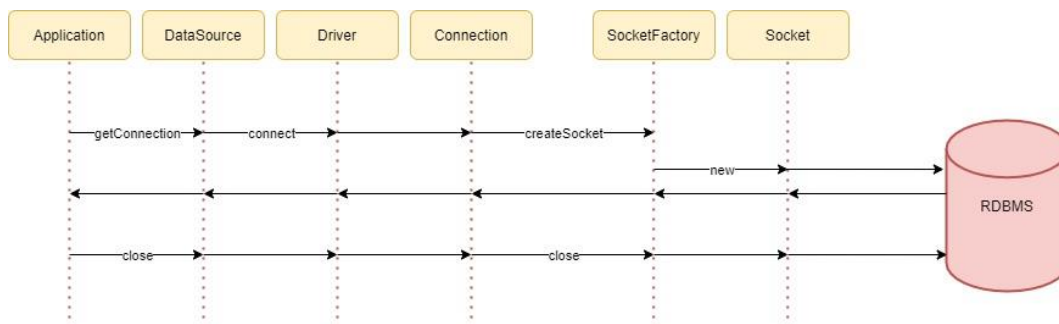 Application
DataSource
Driver
Connection
SocketFactory
Socket
getConnection
connect
createSocket
new
RDBMS
close
close